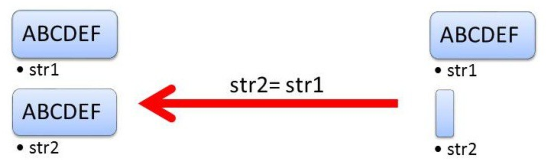 ABCDEF
• str1
ABCDEF
• str2
str2= str1
ABCDEF
• str1
• str2